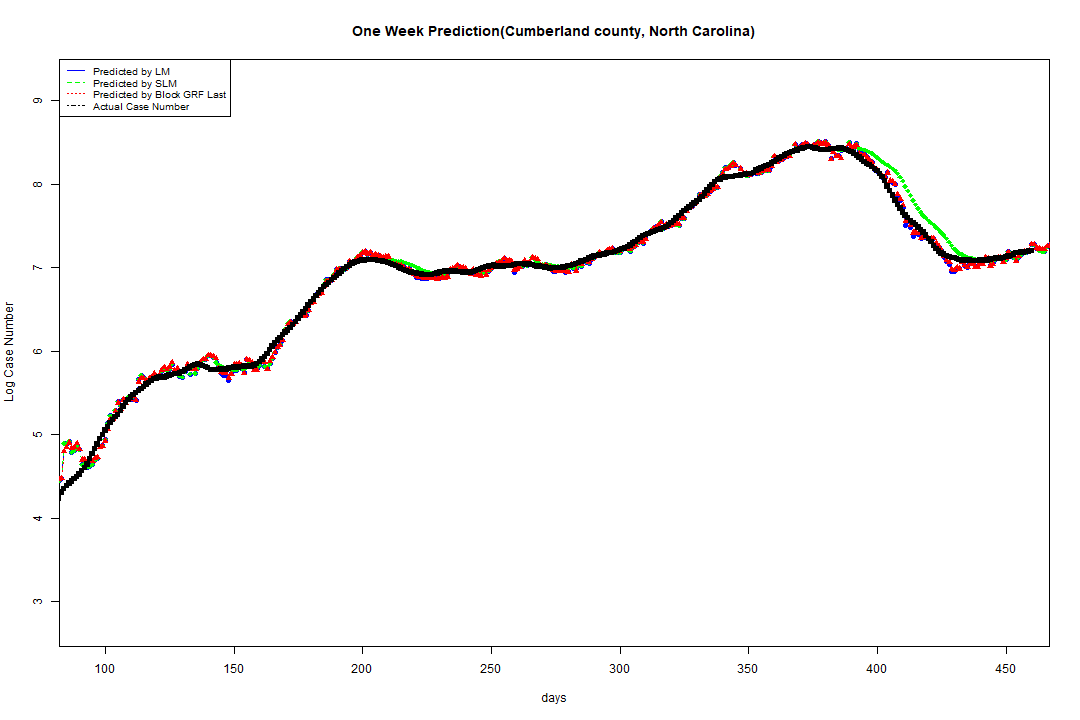 One Week Prediction(Cumberland county, North Carolina)
Predicted by LM
Predicted by SLM
Predicted by Block GRF Last
Actual Case Number
9
8
7
6
5
4
3
Log Case Number
100 150 200 250 300 350 400 450
days